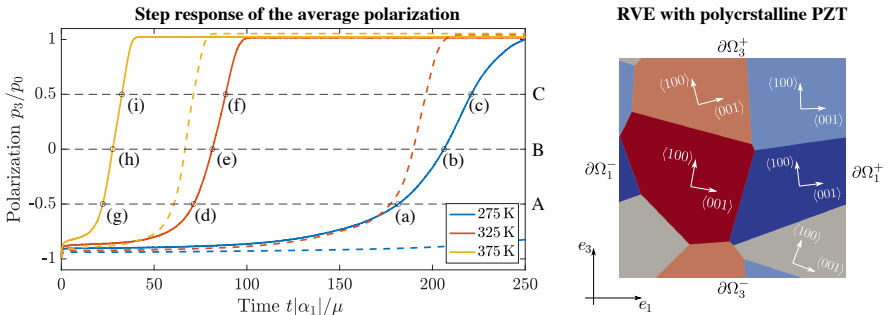 Step response of the average polarization
Polarization p₃/p₀
1
0.5
0
-0.5
-1
C
B
A
(i)
(f)
(c)
(h)
(e)
(b)
(g)
(d)
(a)
275 K
325 K
375 K
0
50
100
150
200
250
Time t|α₁|/μ
RVE with polycrstalline PZT
∂Ω₃⁺
⟨100⟩
⟨001⟩
⟨100⟩
⟨001⟩
∂Ω₁⁻
⟨100⟩
⟨001⟩
⟨100⟩
⟨001⟩
∂Ω₁⁺
⟨100⟩
⟨001⟩
e₃
e₁
∂Ω₃⁻